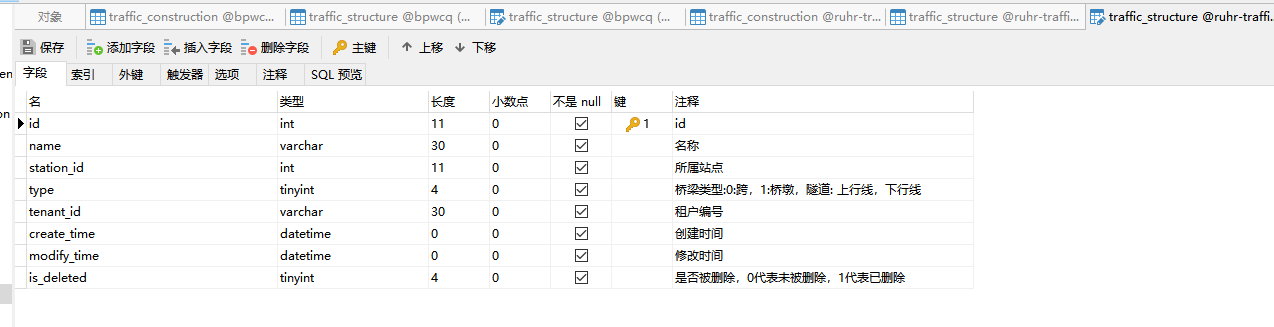 对象 traffic_construction @bpwc... traffic_structure @bpwcq (... traffic_structure @bpwcq (... traffic_construction @ruhr-tr... traffic_structure @ruhr-traffi... traffic_structure @ruhr-traffi...
保存 添加字段 插入字段 删除字段 主键 上移 下移
en 字段 索引 外键 触发器 选项 注释 SQL 预览
名 类型 长度 小数点 不是 null 键 注释
on
id int 11 0 1 id
name varchar 30 0 名称
station_id int 11 0 所属站点
type tinyint 4 0 桥梁类型:0:跨，1:桥墩，隧道: 上行线，下行线
tenant_id varchar 30 0 租户编号
create_time datetime 0 0 创建时间
modify_time datetime 0 0 修改时间
is_deleted tinyint 4 0 是否被删除，0代表未被删除，1代表已删除